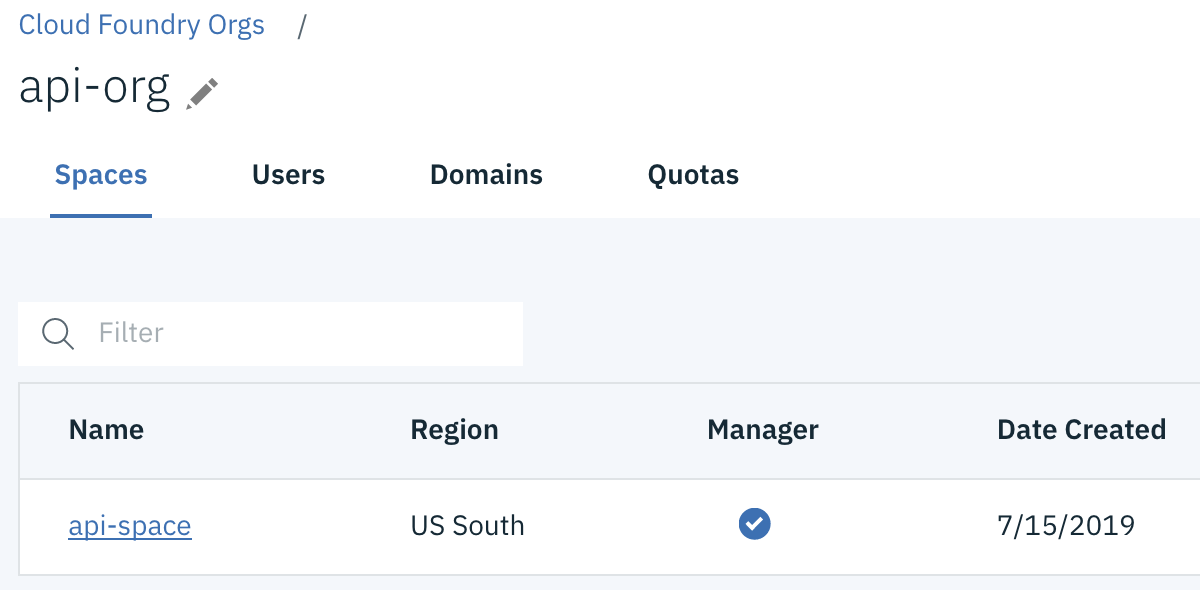 Cloud Foundry Orgs /
api-org
Spaces Users Domains Quotas
Filter
Name Region Manager Date Created
api-space US South 7/15/2019